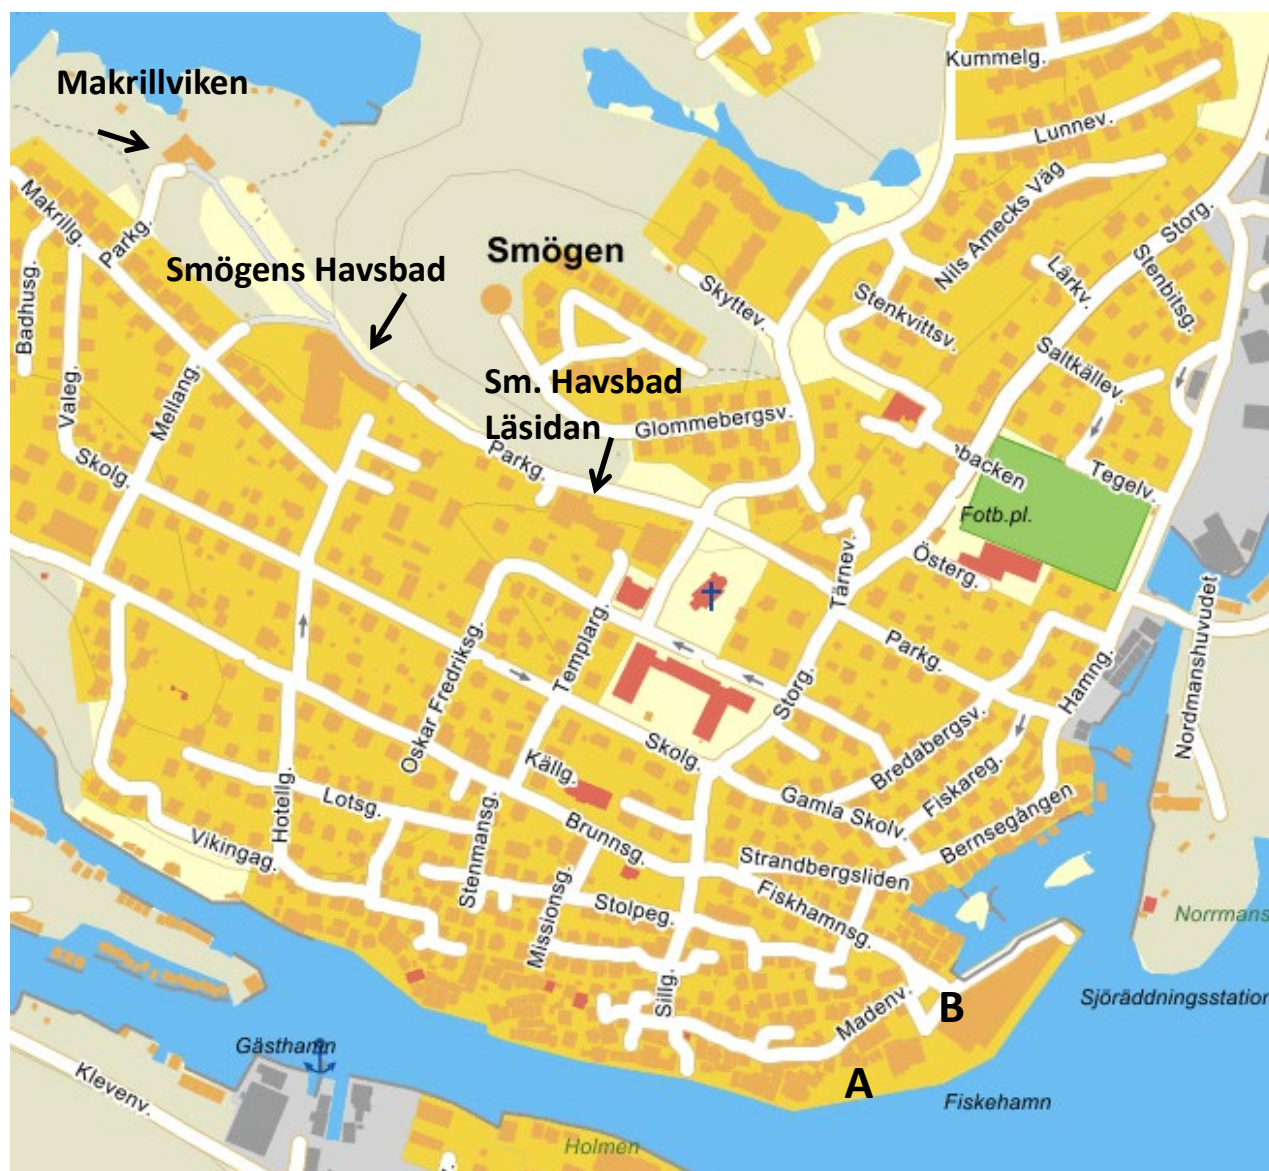 Kummelg.
Makrillviken
Lunnev.
Nils Amecks Väg
Storg.
Makrillg.
Parkg.
Smögens Havsbad
Smögen
Lärkv.
Stenbitsg.
Skyttev.
Stenkvittsv.
Badhusg.
Saltkällev.
Valeg.
Mellang.
Sm. Havsbad
Läsidan
Glommebergsv.
Skolg.
Parkg.
backen
Tegelv.
Fotb.pl.
Österg.
Tärnev.
Nordmanshuvudet
Templarg.
Oskar Fredriksg.
Parkg.
Hamng.
Storg.
Skolg.
Bredabergsv.
Källg.
Fiskareg.
Hotellg.
Lotsg.
Gamla Skolv.
Bernsegången
Vikingag.
Stenmansg.
Brunnsg.
Strandbergsliden
Fiskhamnsg.
Missionsg.
Stolpeg.
Norrmans
Sillg.
Madenv.
B
Sjöräddningsstation
Gästhamn
Klevenv.
A
Fiskehamn
Holmen